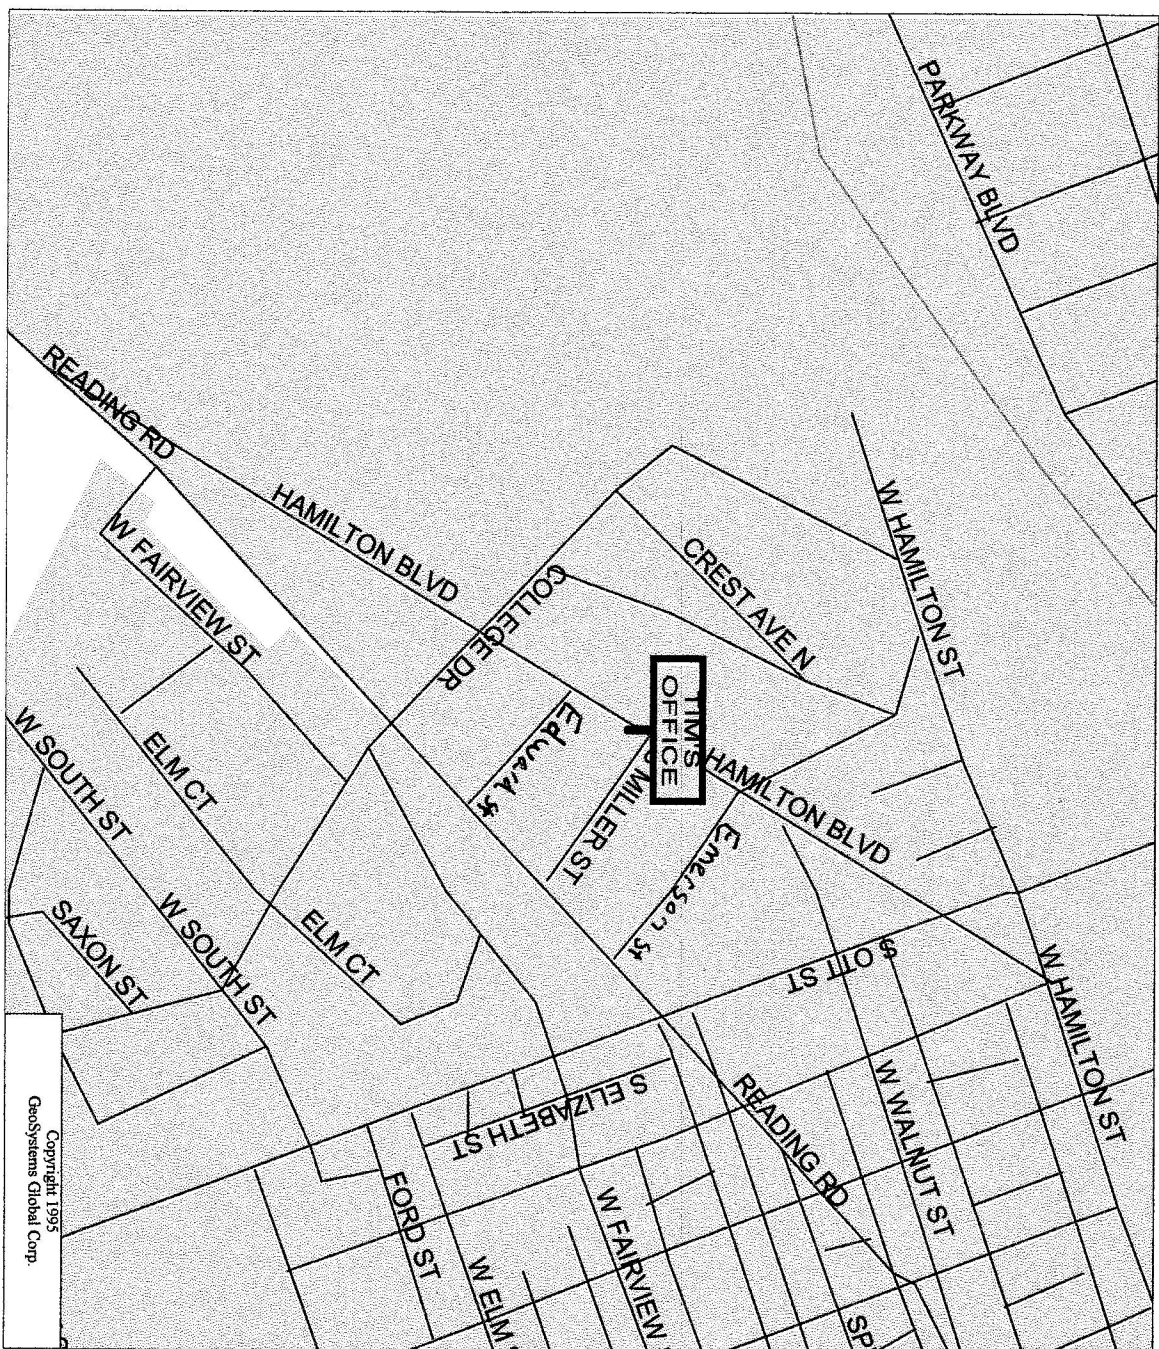 PARKWAY BLVD
READING RD
HAMILTON BLVD
W HAMILTON ST
CREST AVE N
COLLEGE DR
W FAIRVIEW ST
TIM'S
OFFICE
Edward St
MILLER ST
HAMILTON BLVD
Emerson St
ELM CT
W SOUTH ST
SAXON ST
W SOUTH ST
ELM CT
S OTT ST
W HAMILTON ST
S ELIZABETH ST
READING RD
W WALNUT ST
FORD ST
W ELM
W FAIRVIEW
SP
Copyright 1995
GeoSystems Global Corp.